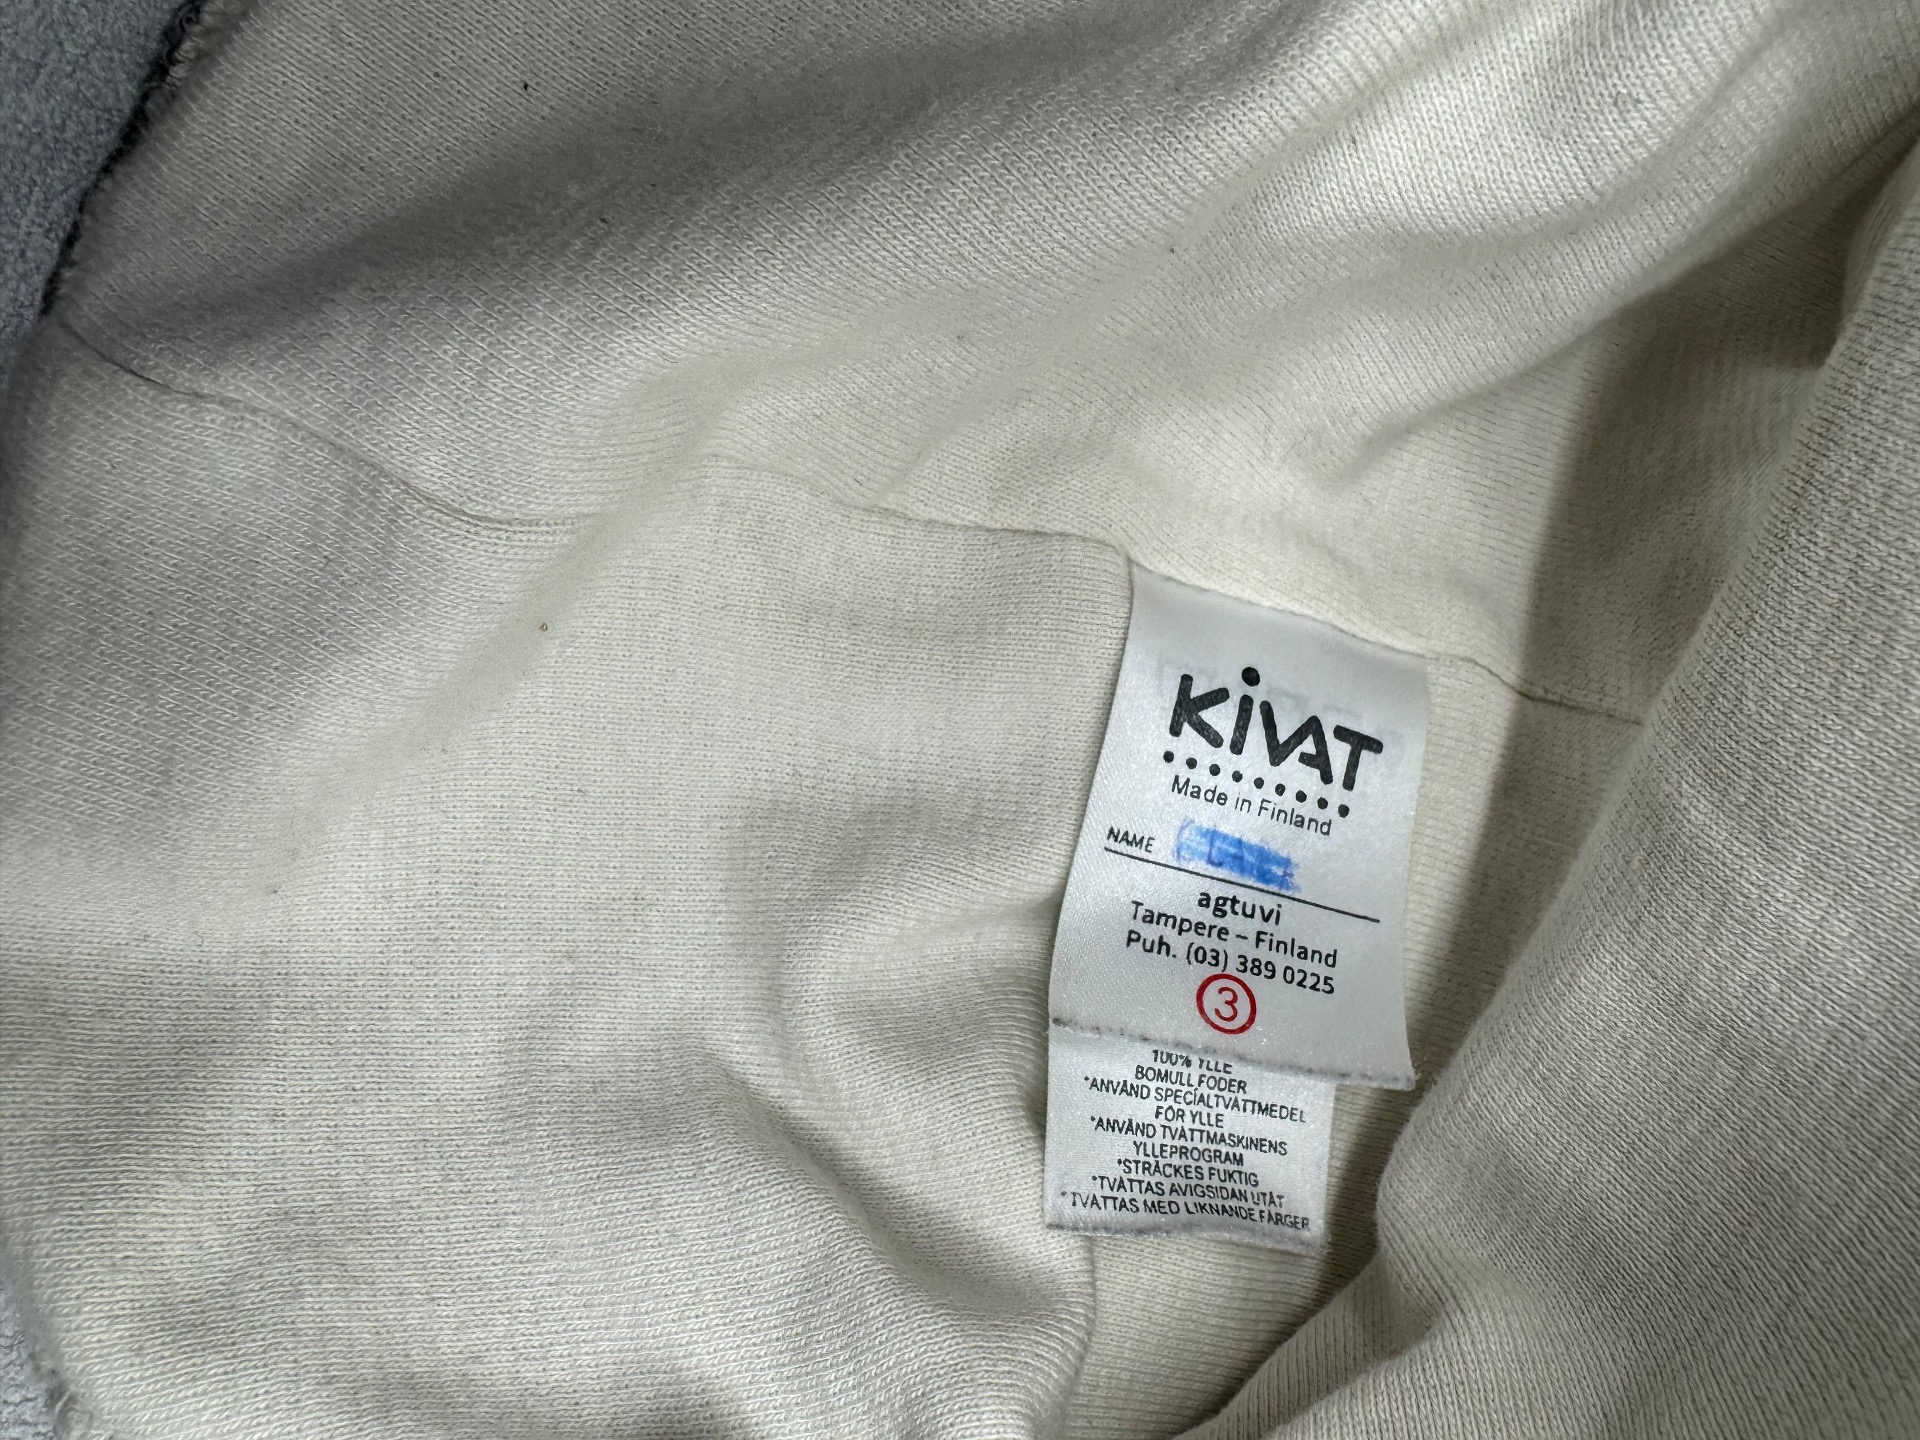 KiVAT
Made in Finland
NAME
agtuvi
Tampere – Finland
Puh. (03) 389 0225
3
100% YLLE
BOMULL FODER
*ANVÄND SPECIALTVÄTTMEDEL
FÖR YLLE
*ANVÄND TVÄTTMASKINENS
YLLEPROGRAM
*STRÄCKES FUKTIG
*TVÄTTAS AVIGSIDAN UTÅT
*TVÄTTAS MED LIKNANDE FÄRGER